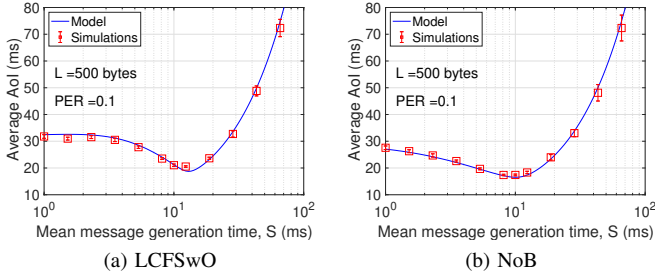 80
70
60
50
40
30
20
10
Average AoI (ms)
Model
Simulations
L =500 bytes
PER =0.1
10^0
10^1
10^2
Mean message generation time, S (ms)
(a) LCFSwO
80
70
60
50
40
30
20
10
Average AoI (ms)
Model
Simulations
L =500 bytes
PER =0.1
10^0
10^1
10^2
Mean message generation time, S (ms)
(b) NoB